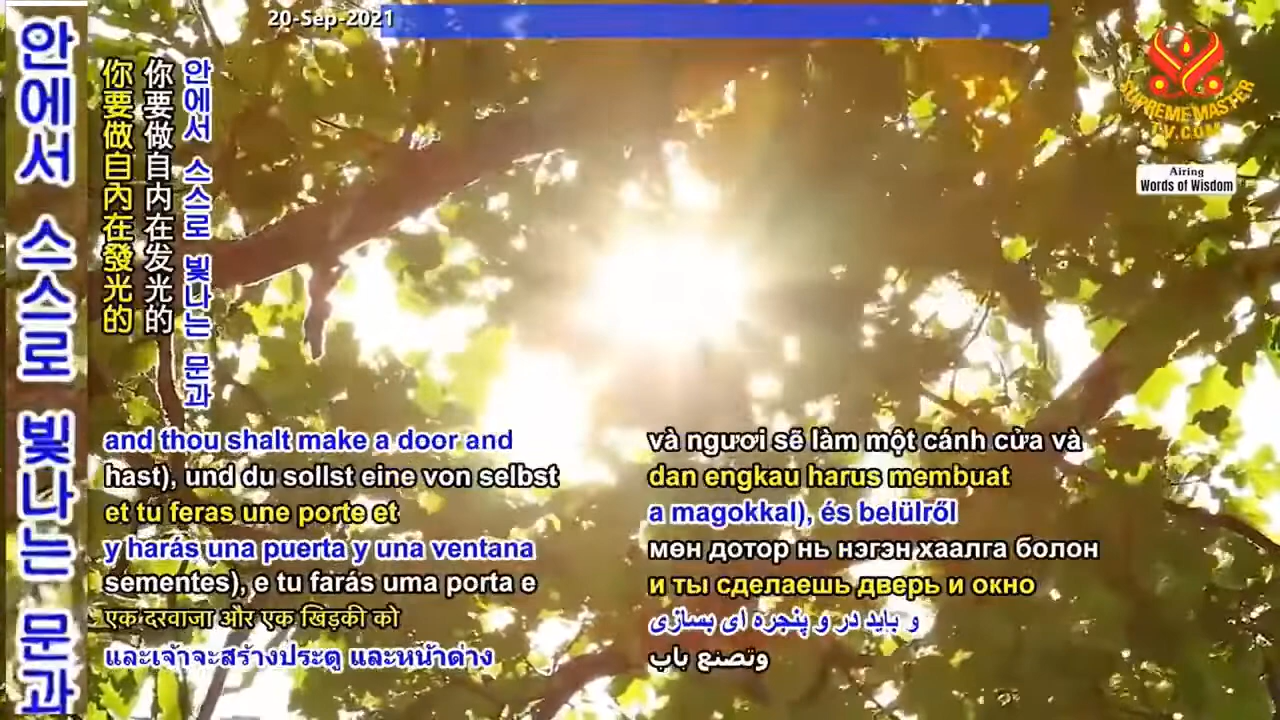 20-Sep-2021
SUPREME MASTER
TV.COM
Airing
Words of Wisdom
안에서 스스로 빛나는 문과
你要做自內在發光的
你要做自内在发光的
안에서 스스로 빛나는 문과
and thou shalt make a door and
hast), und du sollst eine von selbst
et tu feras une porte et
y harás una puerta y una ventana
sementes), e tu farás uma porta e
एक दरवाजा और एक खिड़की को
และเจ้าจะสร้างประตู และหน้าต่าง
và ngươi sẽ làm một cánh cửa và
dan engkau harus membuat
a magokkal), és belülről
мөн дотор нь нэгэн хаалга болон
и ты сделаешь дверь и окно
و باید در و پنجره ای بسازی
وتصنع باب